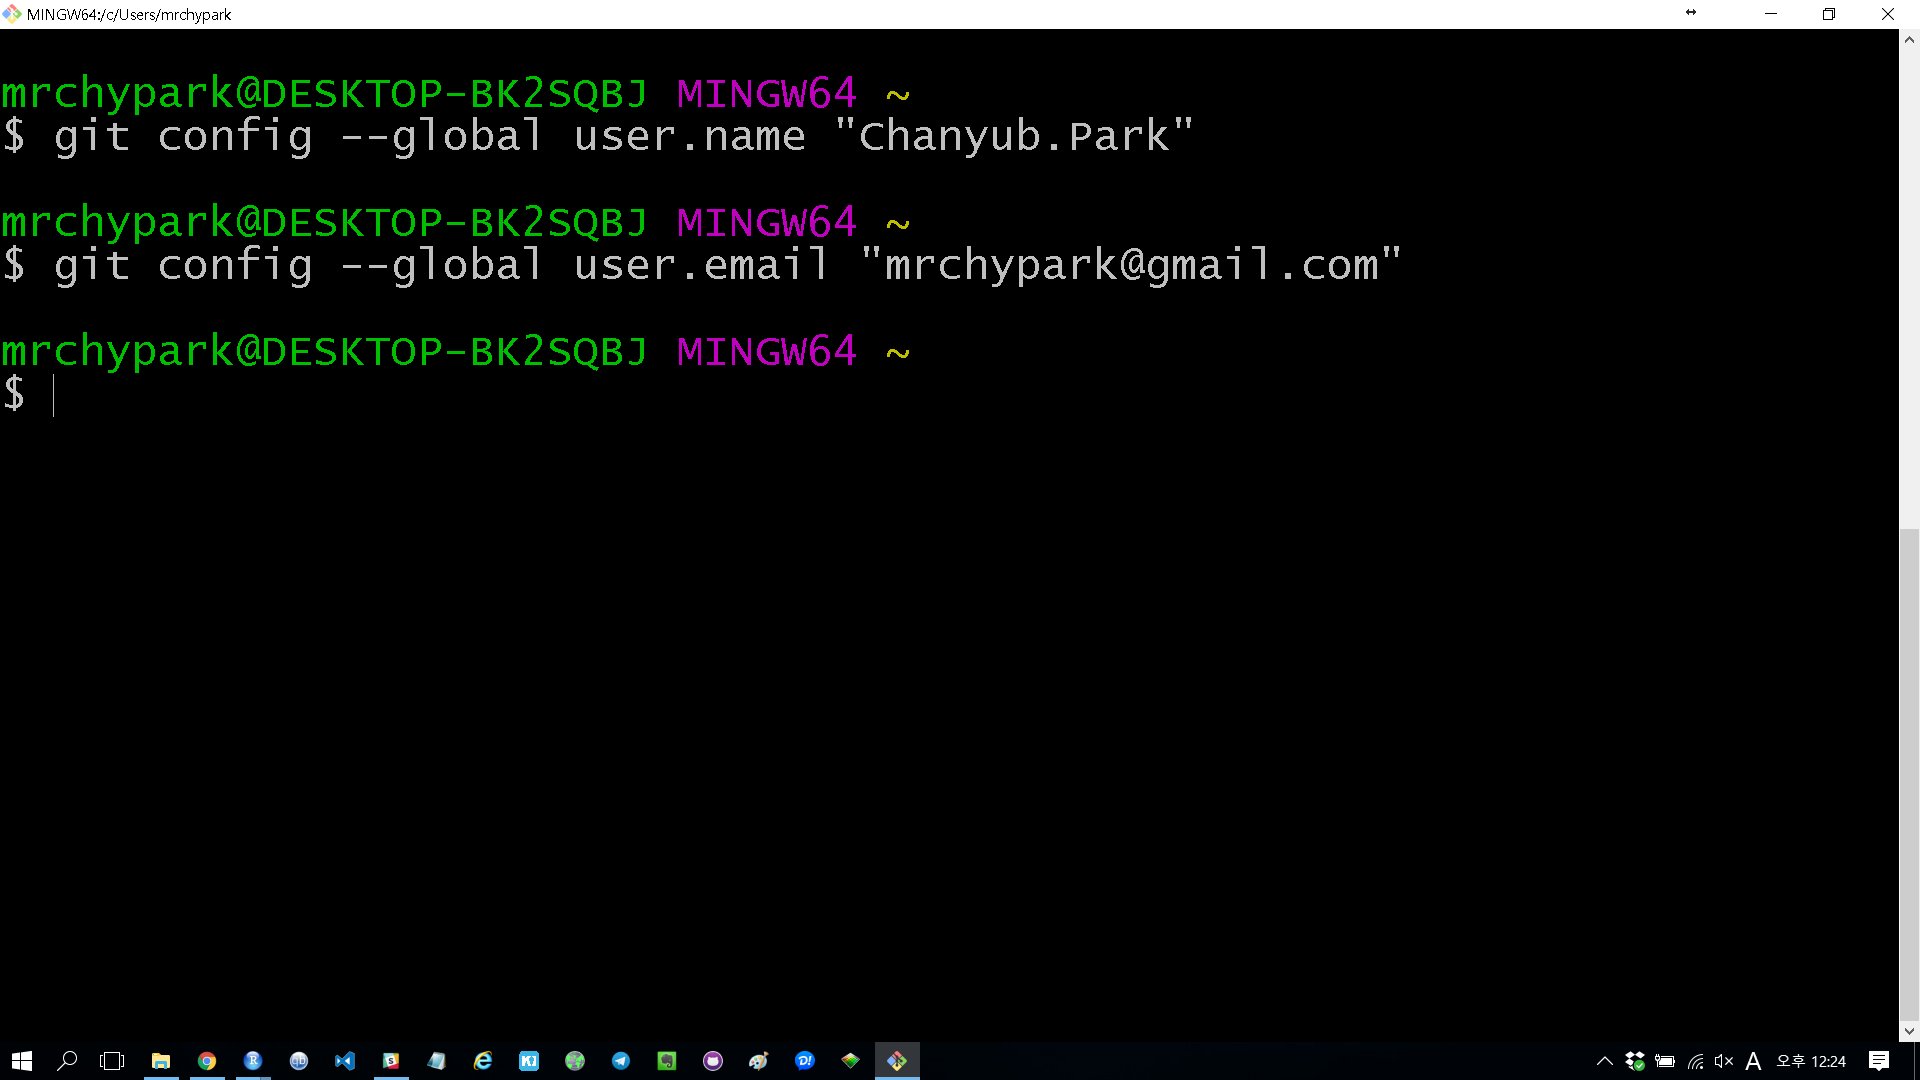 MINGW64:/c/Users/mrchypark
mrchypark@DESKTOP-BK2SQBJ MINGW64 ~
$ git config --global user.name "Chanyub.Park"
mrchypark@DESKTOP-BK2SQBJ MINGW64 ~
$ git config --global user.email "mrchypark@gmail.com"
mrchypark@DESKTOP-BK2SQBJ MINGW64 ~
$
A 오후 12:24